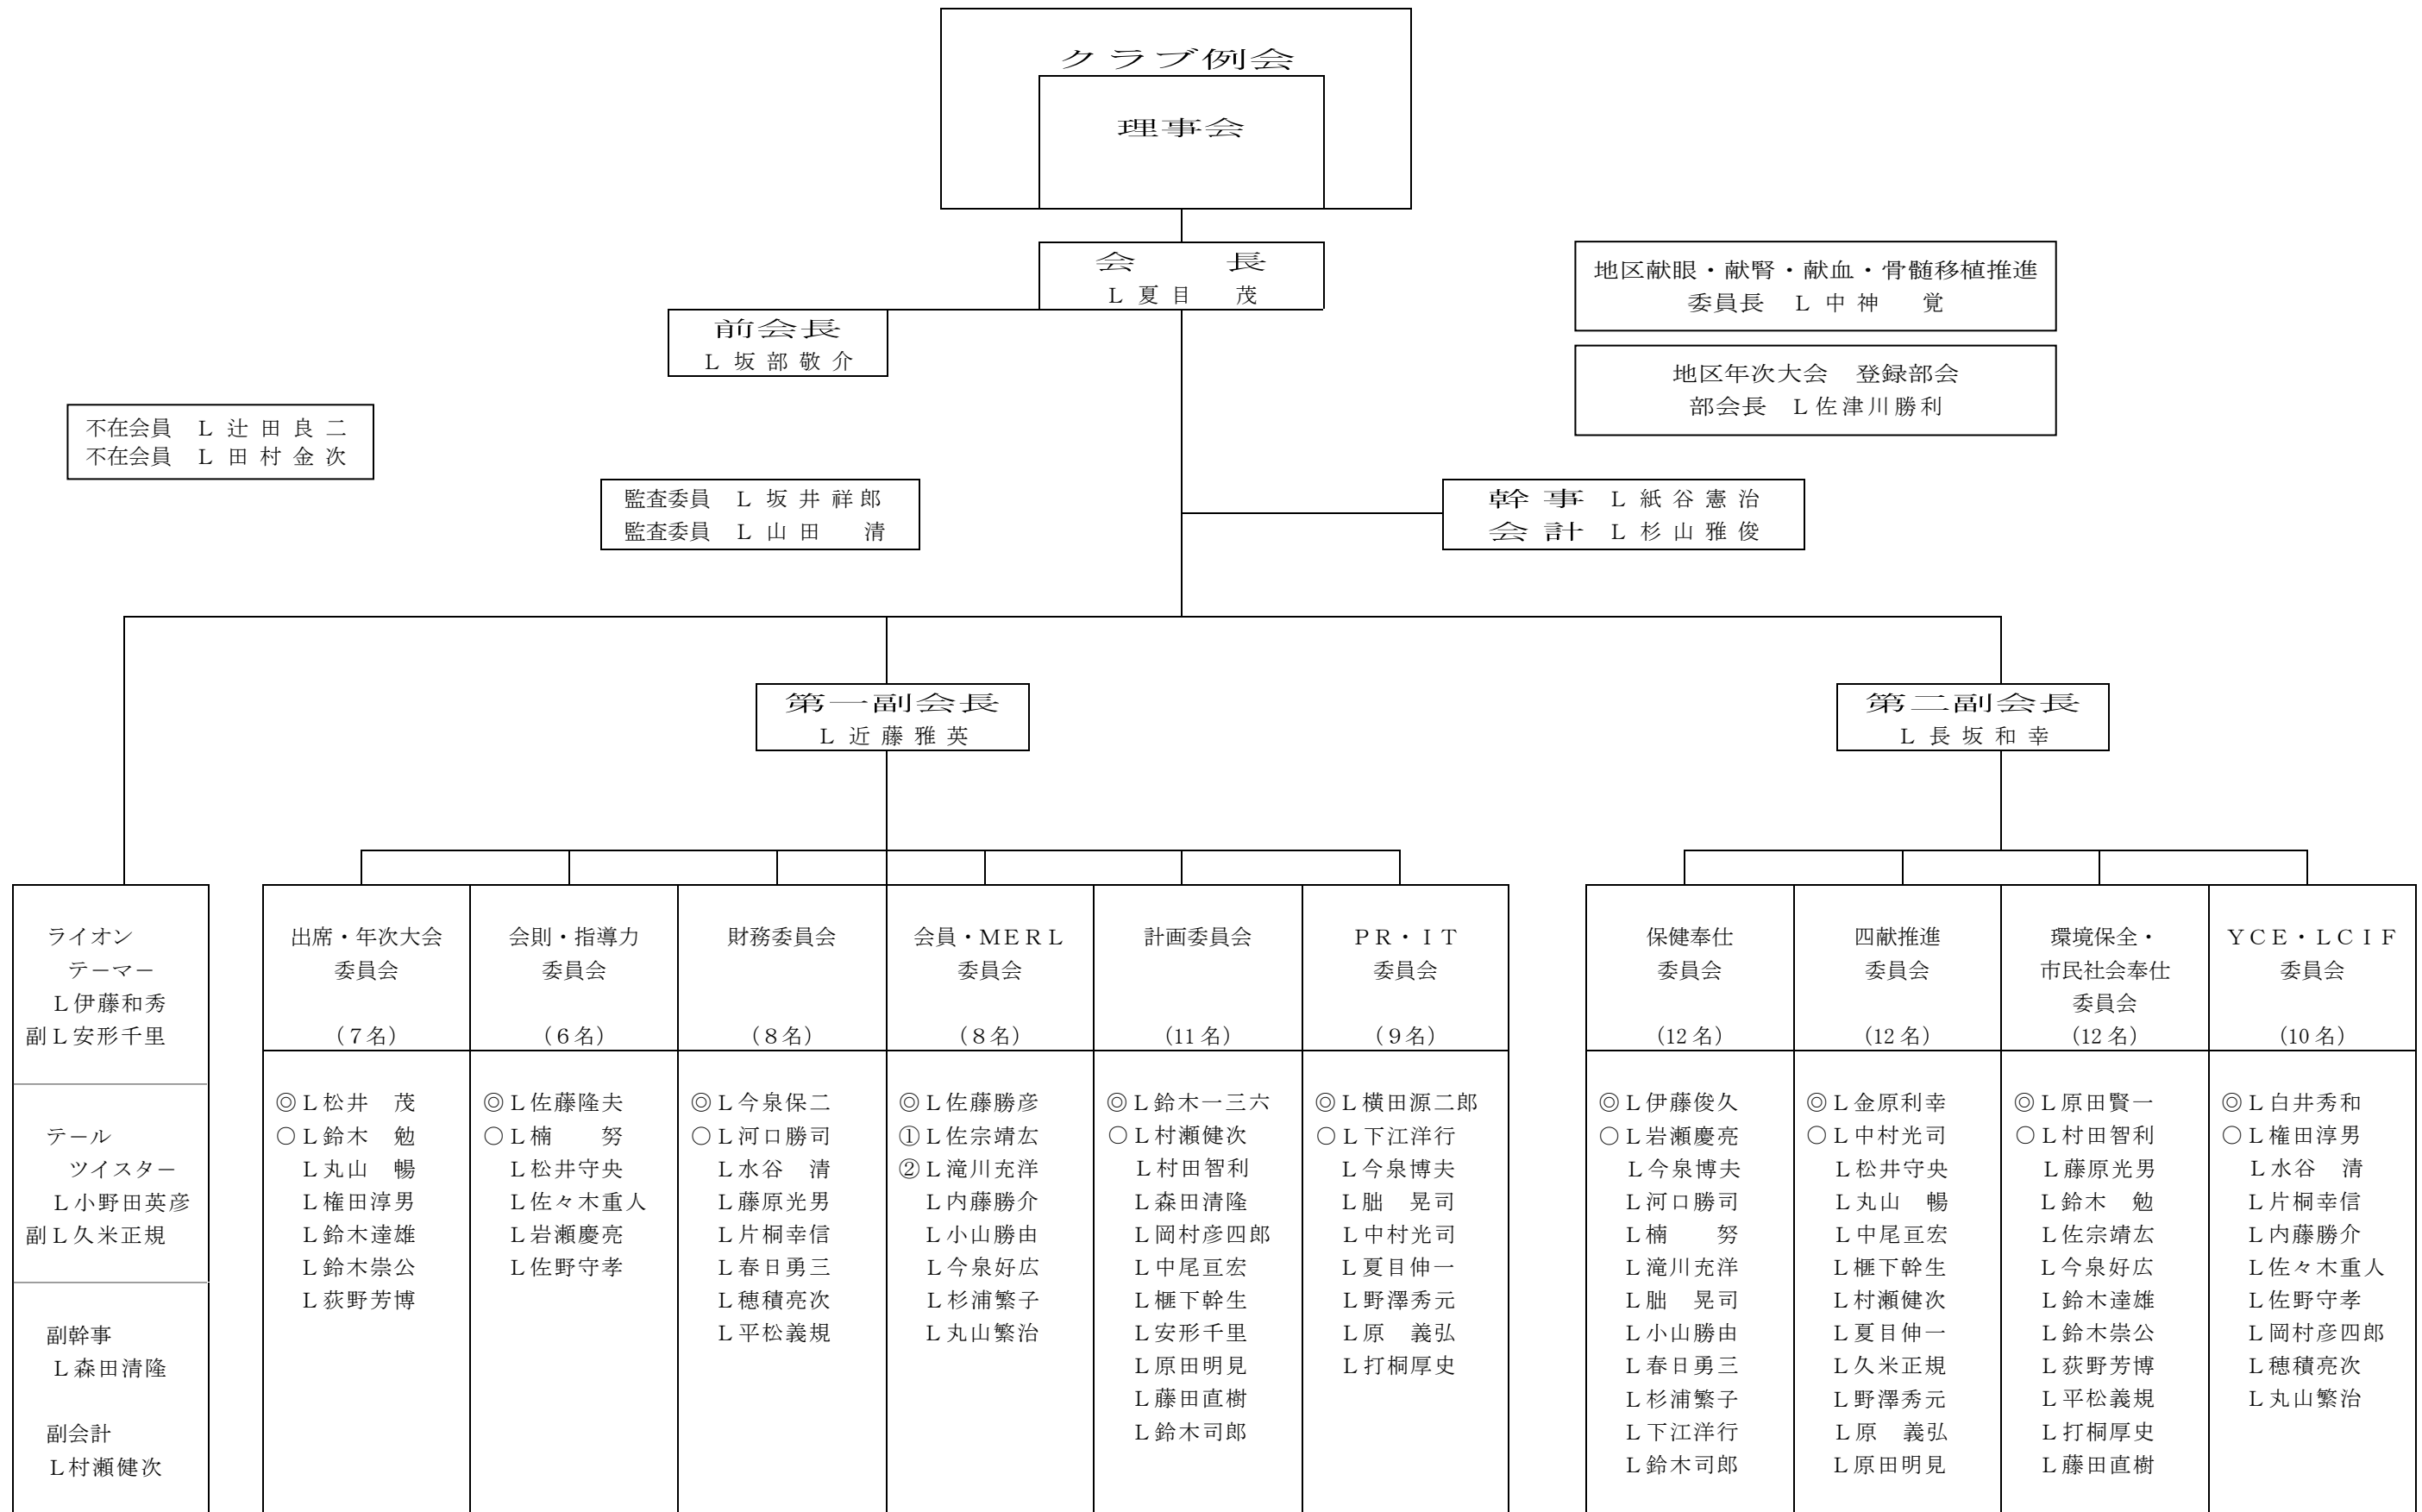 クラブ例会
理事会
会　長
Ｌ 夏目　茂
前会長
Ｌ 坂部敬介
地区献眼・献腎・献血・骨髄移植推進
委員長　Ｌ 中神　覚
地区年次大会　登録部会
部会長　Ｌ佐津川勝利
不在会員　Ｌ 辻田良二
不在会員　Ｌ 田村金次
監査委員　Ｌ 坂井祥郎
監査委員　Ｌ 山田　清
幹事　Ｌ 紙谷憲治
会計　Ｌ 杉山雅俊
第一副会長
Ｌ 近藤雅英
第二副会長
Ｌ 長坂和幸
ライオン
テーマー
Ｌ伊藤和秀
副Ｌ安形千里
テール
ツイスター
Ｌ小野田英彦
副Ｌ久米正規
副幹事
Ｌ森田清隆
副会計
Ｌ村瀬健次
出席・年次大会
委員会
（７名）
◎Ｌ松井　茂
○Ｌ鈴木　勉
Ｌ丸山　暢
Ｌ権田淳男
Ｌ鈴木達雄
Ｌ鈴木崇公
Ｌ荻野芳博
会則・指導力
委員会
（６名）
◎Ｌ佐藤隆夫
○Ｌ楠　努
Ｌ松井守央
Ｌ佐々木重人
Ｌ岩瀬慶亮
Ｌ佐野守孝
財務委員会
（８名）
◎Ｌ今泉保二
○Ｌ河口勝司
Ｌ水谷　清
Ｌ藤原光男
Ｌ片桐幸信
Ｌ春日勇三
Ｌ穂積亮次
Ｌ平松義規
会員・ＭＥＲＬ
委員会
（８名）
◎Ｌ佐藤勝彦
①Ｌ佐宗靖広
②Ｌ滝川充洋
Ｌ内藤勝介
Ｌ小山勝由
Ｌ今泉好広
Ｌ杉浦繁子
Ｌ丸山繁治
計画委員会
（11 名）
◎Ｌ鈴木一三六
○Ｌ村瀬健次
Ｌ村田智利
Ｌ森田清隆
Ｌ岡村彦四郎
Ｌ中尾亘宏
Ｌ榧下幹生
Ｌ安形千里
Ｌ原田明見
Ｌ藤田直樹
Ｌ鈴木司郎
ＰＲ・ＩＴ
委員会
（９名）
◎Ｌ横田源二郎
○Ｌ下江洋行
Ｌ今泉博夫
Ｌ朏　晃司
Ｌ中村光司
Ｌ夏目伸一
Ｌ野澤秀元
Ｌ原　義弘
Ｌ打桐厚史
保健奉仕
委員会
（12 名）
◎Ｌ伊藤俊久
○Ｌ岩瀬慶亮
Ｌ今泉博夫
Ｌ河口勝司
Ｌ楠　努
Ｌ滝川充洋
Ｌ朏　晃司
Ｌ小山勝由
Ｌ春日勇三
Ｌ杉浦繁子
Ｌ下江洋行
Ｌ鈴木司郎
四献推進
委員会
（12 名）
◎Ｌ金原利幸
○Ｌ中村光司
Ｌ松井守央
Ｌ丸山　暢
Ｌ中尾亘宏
Ｌ榧下幹生
Ｌ村瀬健次
Ｌ夏目伸一
Ｌ久米正規
Ｌ野澤秀元
Ｌ原　義弘
Ｌ原田明見
環境保全・
市民社会奉仕
委員会
（12 名）
◎Ｌ原田賢一
○Ｌ村田智利
Ｌ藤原光男
Ｌ鈴木　勉
Ｌ佐宗靖広
Ｌ今泉好広
Ｌ鈴木達雄
Ｌ鈴木崇公
Ｌ荻野芳博
Ｌ平松義規
Ｌ打桐厚史
Ｌ藤田直樹
ＹＣＥ・ＬＣＩＦ
委員会
（10 名）
◎Ｌ白井秀和
○Ｌ権田淳男
Ｌ水谷　清
Ｌ片桐幸信
Ｌ内藤勝介
Ｌ佐々木重人
Ｌ佐野守孝
Ｌ岡村彦四郎
Ｌ穂積亮次
Ｌ丸山繁治